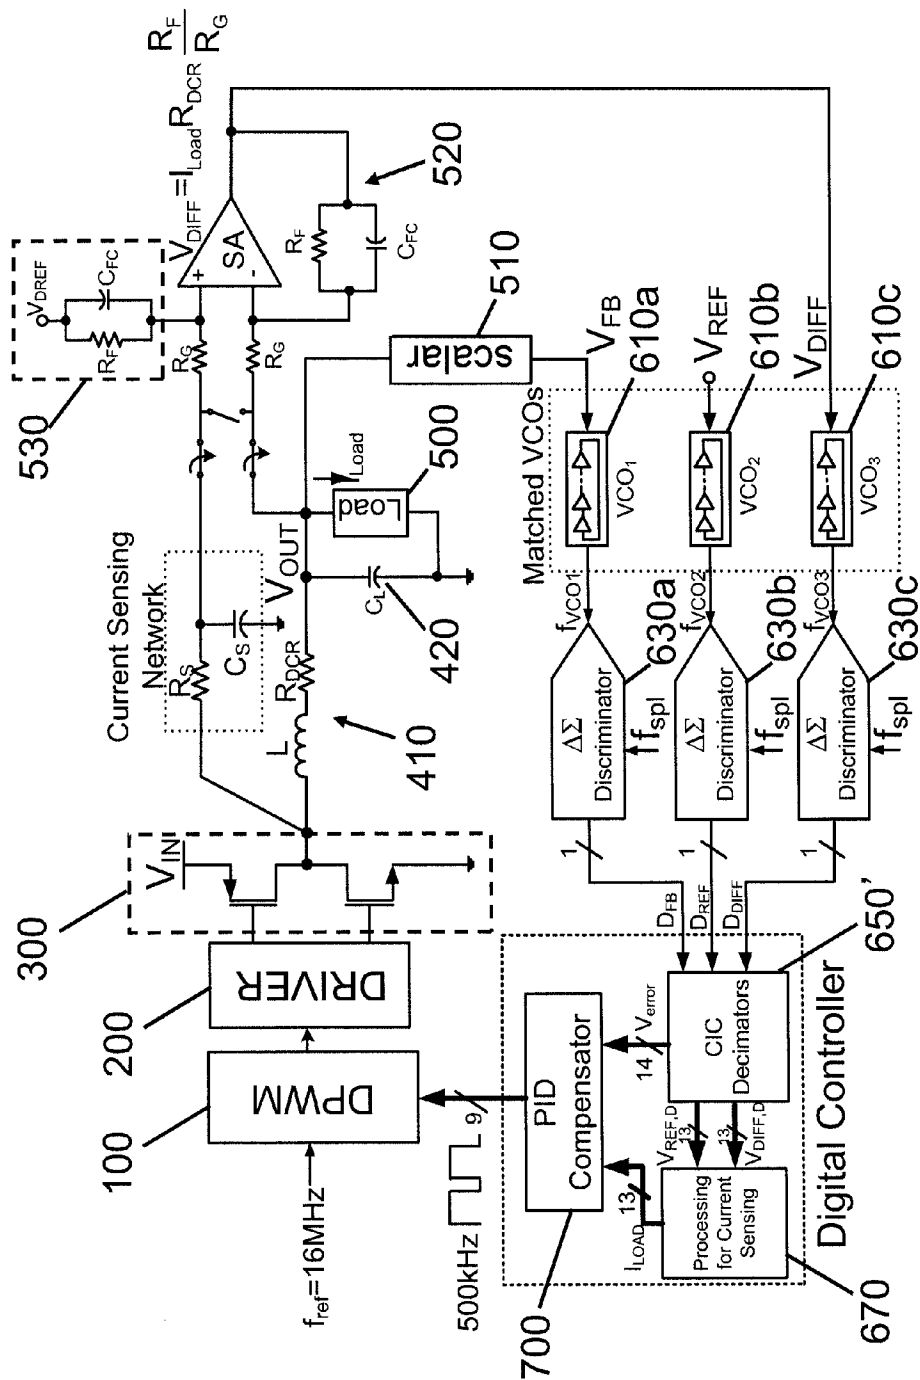 300
V_IN
200
DRIVER
100
DPWM
f_ref=16MHz
500kHz
9
Current Sensing
Network
R_S
C_S
L
R_DCR
410
V_OUT
C_L
420
I_Load
Load
500
530
V_DREF
R_F
C_FC
R_G
R_G
+
-
SA
V_DIFF=I_Load R_DCR R_F/R_G
R_F
C_FC
520
scalar
510
V_FB
610a
V_REF
610b
V_DIFF
610c
Matched VCOs
VCO1
VCO2
VCO3
f_VCO1
f_VCO2
f_VCO3
630a
630b
630c
ΔΣ
Discriminator
f_spl
ΔΣ
Discriminator
f_spl
ΔΣ
Discriminator
f_spl
1
1
1
D_FB
D_REF
D_DIFF
650'
CIC
Decimators
14
V_error
PID
Compensator
700
V_REF,D
13
13
V_DIFF,D
Processing
for Current
Sensing
670
I_LOAD
13
Digital Controller